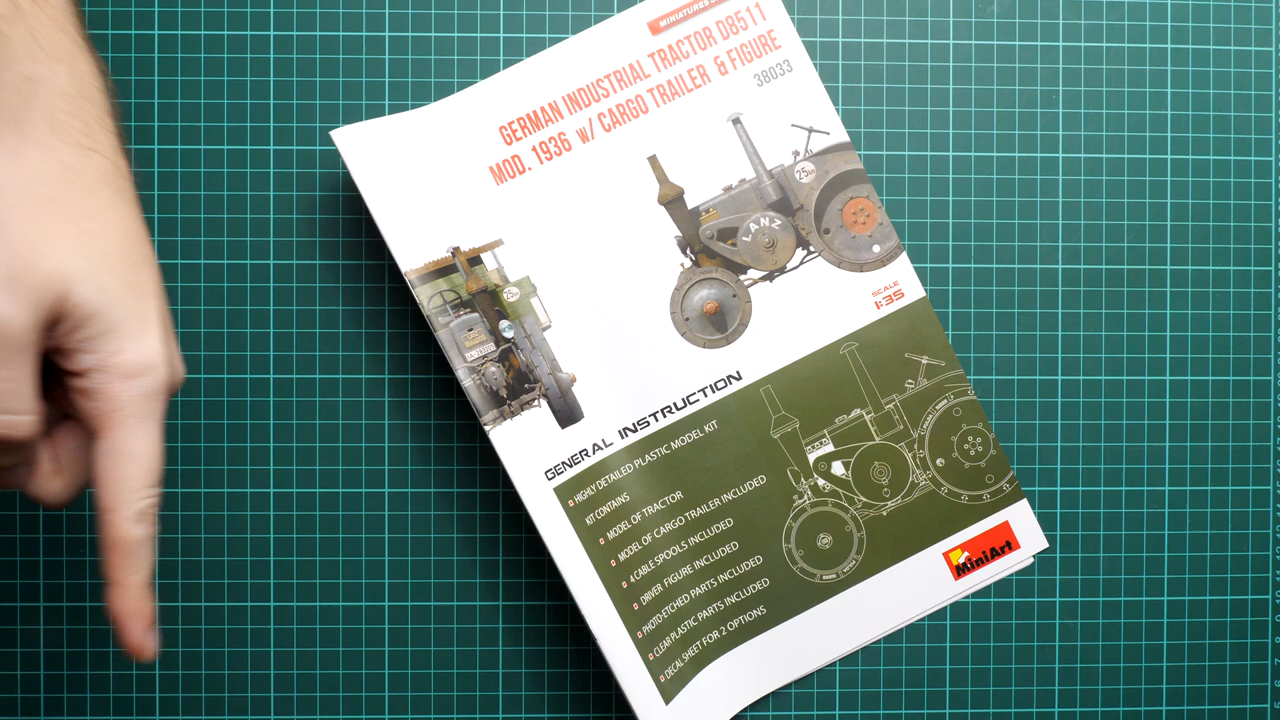 MINIATURES
GERMAN INDUSTRIAL TRACTOR D8511
MOD. 1936 w/ CARGO TRAILER & FIGURE
38033
25km
LANZ
25km
SCALE
1:35
GENERAL INSTRUCTION
HIGHLY DETAILED PLASTIC MODEL KIT
KIT CONTAINS
MODEL OF TRACTOR
MODEL OF CARGO TRAILER INCLUDED
4 CABLE SPOOLS INCLUDED
DRIVER FIGURE INCLUDED
PHOTO-ETCHED PARTS INCLUDED
CLEAR PLASTIC PARTS INCLUDED
DECAL SHEET FOR 2 OPTIONS
MiniArt